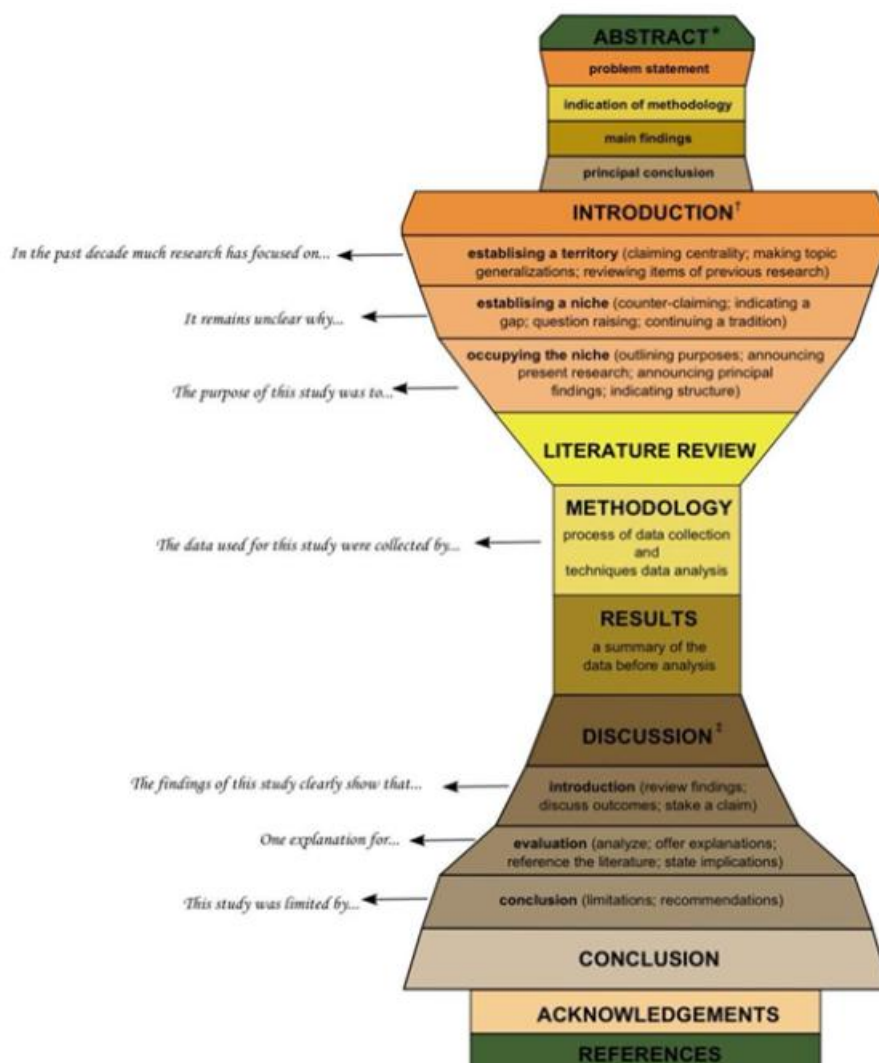 ABSTRACT*
problem statement
indication of methodology
main findings
principal conclusion
INTRODUCTION†
In the past decade much research has focused on...
establising a territory (claiming centrality; making topic
generalizations; reviewing items of previous research)
It remains unclear why...
establising a niche (counter-claiming; indicating a
gap; question raising; continuing a tradition)
The purpose of this study was to...
occupying the niche (outlining purposes; announcing
present research; announcing principal
findings; indicating structure)
LITERATURE REVIEW
METHODOLOGY
The data used for this study were collected by...
process of data collection
and
techniques data analysis
RESULTS
a summary of the
data before analysis
DISCUSSION‡
The findings of this study clearly show that...
introduction (review findings;
discuss outcomes; stake a claim)
One explanation for...
evaluation (analyze; offer explanations;
reference the literature; state implications)
This study was limited by...
conclusion (limitations; recommendations)
CONCLUSION
ACKNOWLEDGEMENTS
REFERENCES